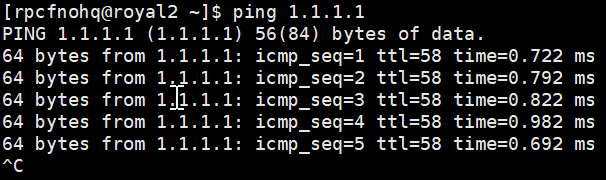 [rpcfnohq@royal2 ~]$ ping 1.1.1.1
PING 1.1.1.1 (1.1.1.1) 56(84) bytes of data.
64 bytes from 1.1.1.1: icmp_seq=1 ttl=58 time=0.722 ms
64 bytes from 1.1.1.1: icmp_seq=2 ttl=58 time=0.792 ms
64 bytes from 1.1.1.1: icmp_seq=3 ttl=58 time=0.822 ms
64 bytes from 1.1.1.1: icmp_seq=4 ttl=58 time=0.982 ms
64 bytes from 1.1.1.1: icmp_seq=5 ttl=58 time=0.692 ms
^C